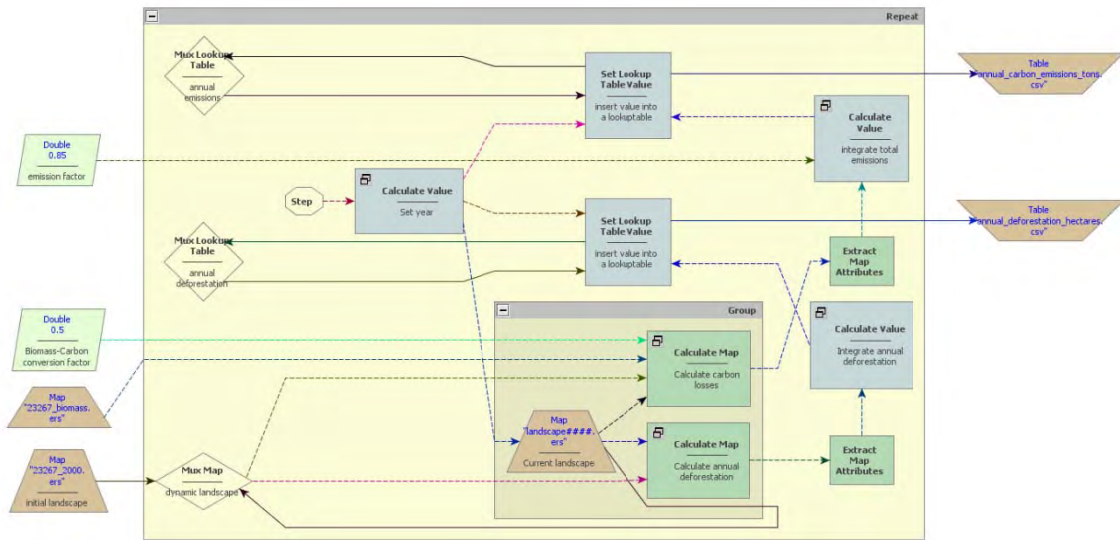 Repeat
Mux Lookup
Table
annual
emissions
Set Lookup
Table Value
insert value into
a lookuptable
Table
"annual_carbon_emissions_tons.
csv"
Double
0.85
emission factor
Calculate
Value
integrate total
emissions
Step
Calculate Value
Set year
Mux Lookup
Table
annual
deforestation
Set Lookup
Table Value
insert value into
a lookuptable
Table
"annual_deforestation_hectares.
csv"
Extract
Map
Attributes
Double
0.5
Biomass-Carbon
conversion factor
Group
Calculate Map
Calculate carbon
losses
Calculate Value
Integrate annual
deforestation
Map
"23267_biomass.
ers"
Map
"landscape####.
ers"
Current landscape
Calculate Map
Calculate annual
deforestation
Extract Map
Attributes
Map
"23267_2000.
ers"
initial landscape
Mux Map
dynamic landscape